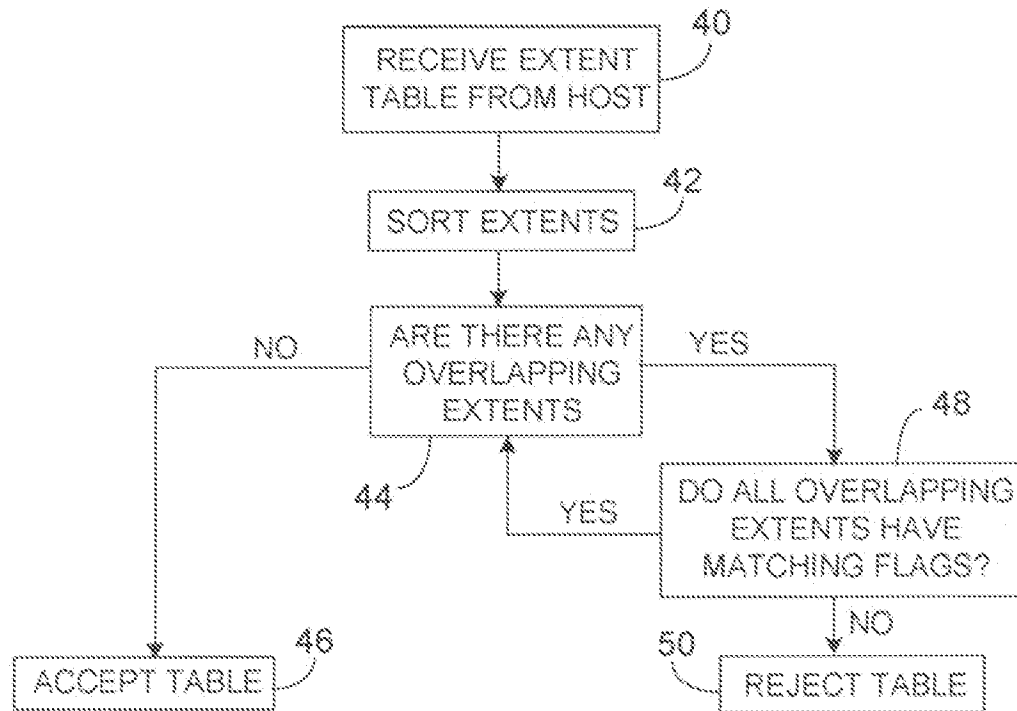 40
RECEIVE EXTENT
TABLE FROM HOST
42
SORT EXTENTS
NO
ARE THERE ANY
OVERLAPPING
EXTENTS
YES
44
48
YES
DO ALL OVERLAPPING
EXTENTS HAVE
MATCHING FLAGS?
NO
46
ACCEPT TABLE
50
REJECT TABLE